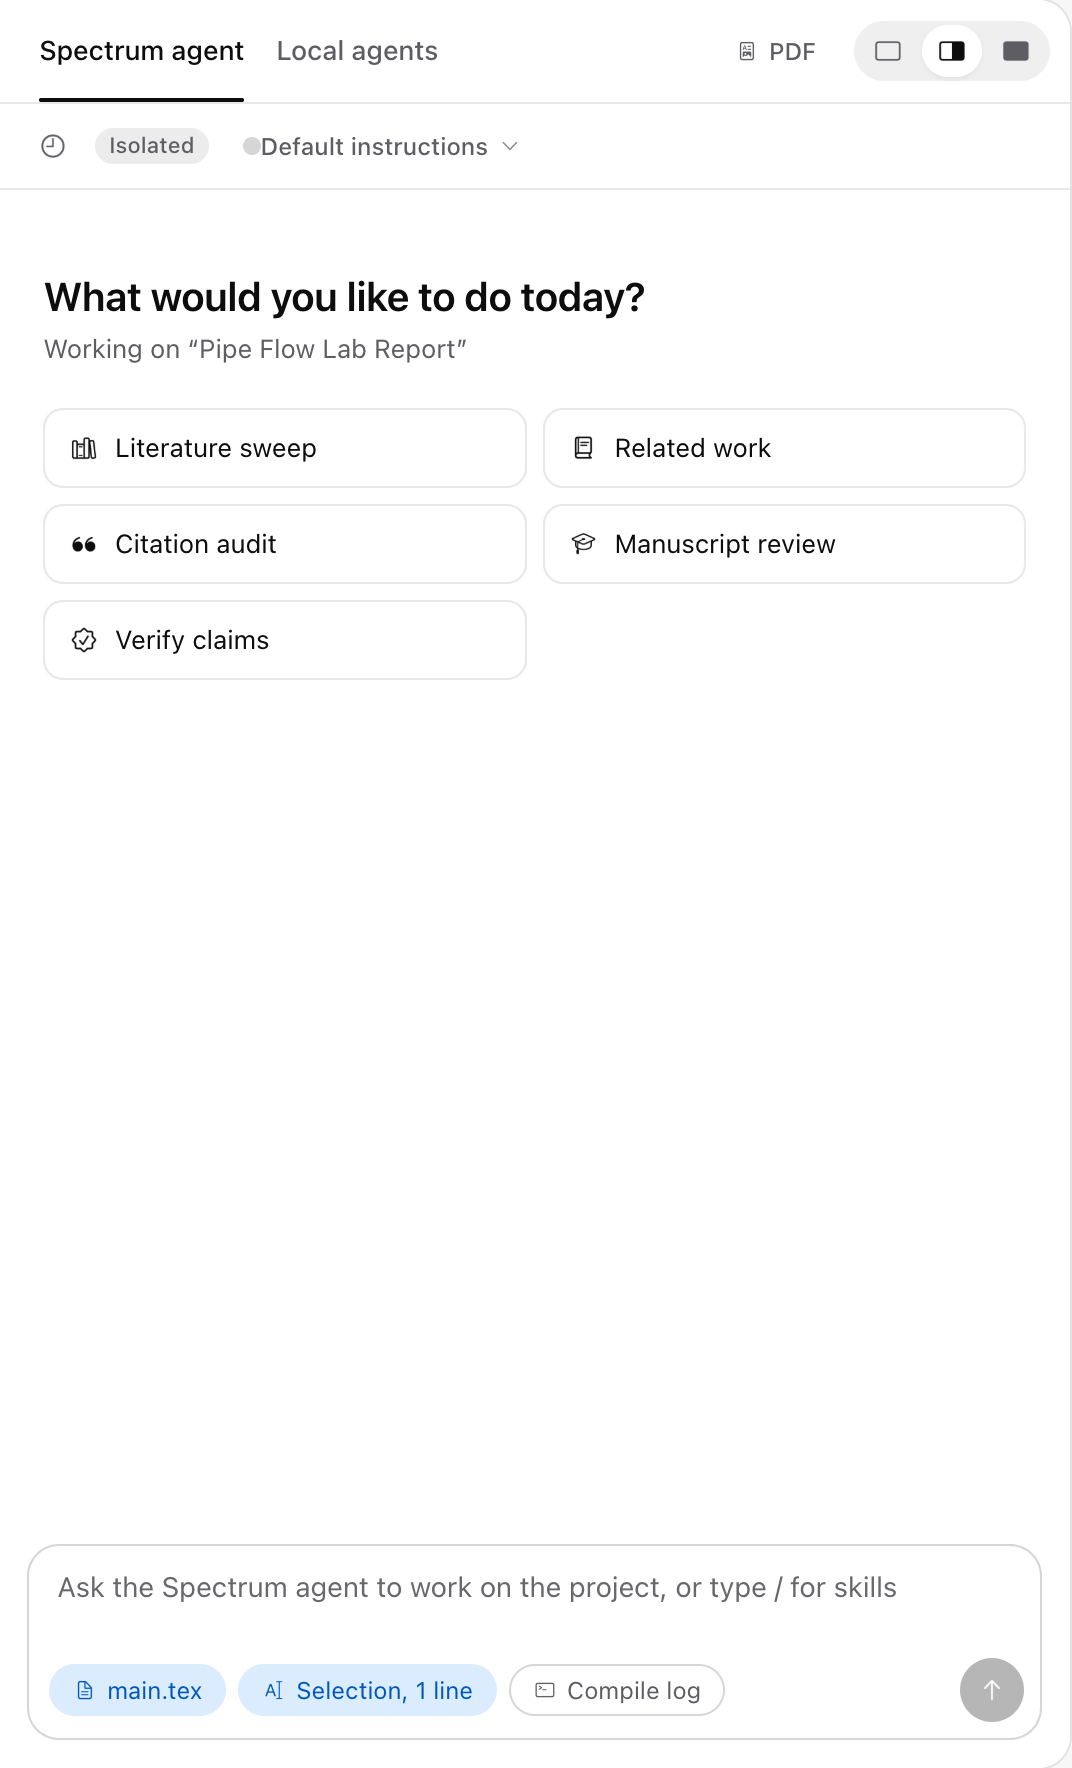 Spectrum agent Local agents PDF
Isolated Default instructions
What would you like to do today?
Working on “Pipe Flow Lab Report”
Literature sweep Related work
Citation audit Manuscript review
Verify claims
Ask the Spectrum agent to work on the project, or type / for skills
main.tex Selection, 1 line Compile log